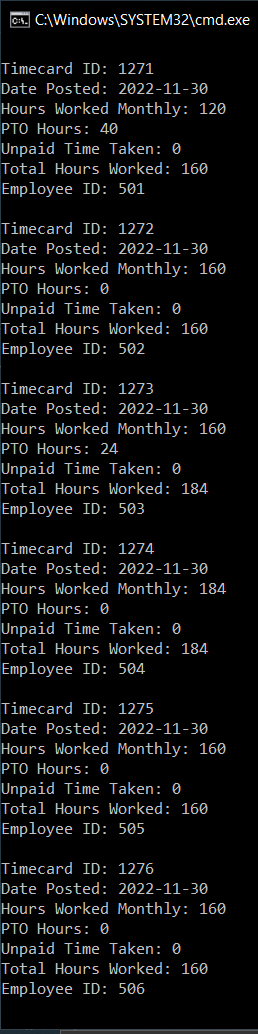 C:\Windows\SYSTEM32\cmd.exe
Timecard ID: 1271
Date Posted: 2022-11-30
Hours Worked Monthly: 120
PTO Hours: 40
Unpaid Time Taken: 0
Total Hours Worked: 160
Employee ID: 501
Timecard ID: 1272
Date Posted: 2022-11-30
Hours Worked Monthly: 160
PTO Hours: 0
Unpaid Time Taken: 0
Total Hours Worked: 160
Employee ID: 502
Timecard ID: 1273
Date Posted: 2022-11-30
Hours Worked Monthly: 160
PTO Hours: 24
Unpaid Time Taken: 0
Total Hours Worked: 184
Employee ID: 503
Timecard ID: 1274
Date Posted: 2022-11-30
Hours Worked Monthly: 184
PTO Hours: 0
Unpaid Time Taken: 0
Total Hours Worked: 184
Employee ID: 504
Timecard ID: 1275
Date Posted: 2022-11-30
Hours Worked Monthly: 160
PTO Hours: 0
Unpaid Time Taken: 0
Total Hours Worked: 160
Employee ID: 505
Timecard ID: 1276
Date Posted: 2022-11-30
Hours Worked Monthly: 160
PTO Hours: 0
Unpaid Time Taken: 0
Total Hours Worked: 160
Employee ID: 506